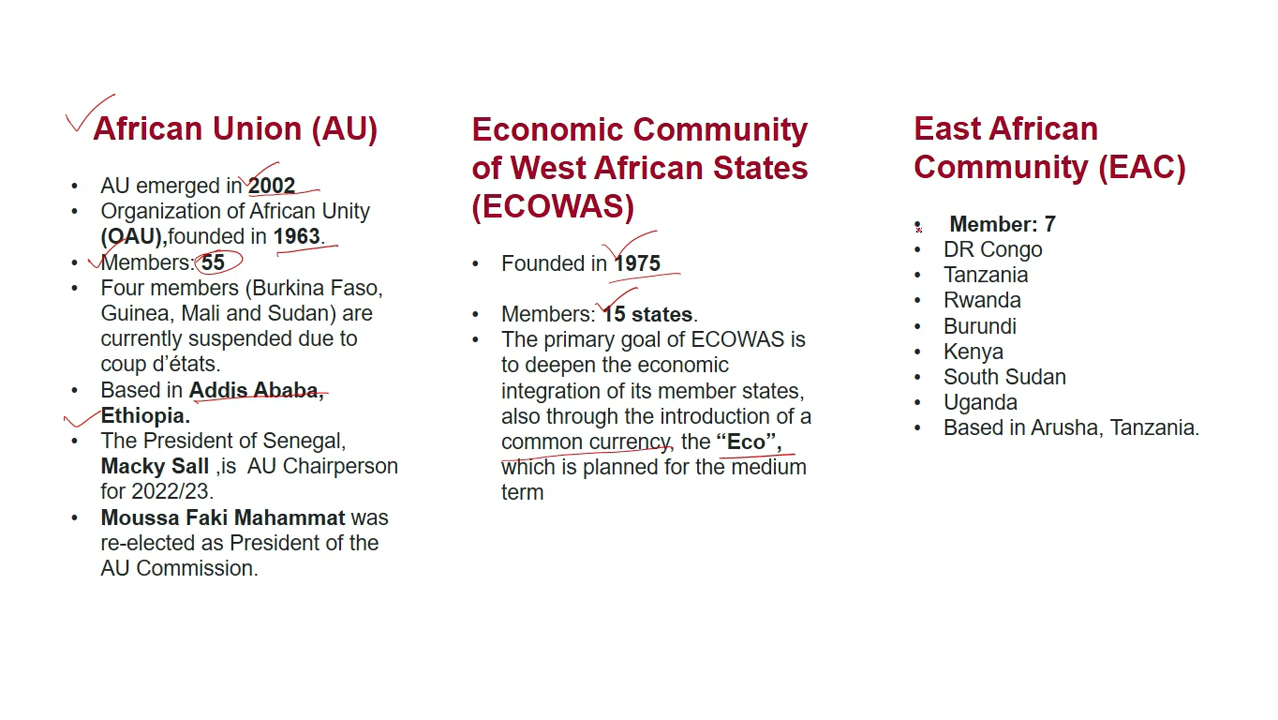 African Union (AU)
• AU emerged in 2002
• Organization of African Unity
(OAU),founded in 1963.
• Members: 55
• Four members (Burkina Faso,
Guinea, Mali and Sudan) are
currently suspended due to
coup d’états.
• Based in Addis Ababa,
Ethiopia.
• The President of Senegal,
Macky Sall ,is AU Chairperson
for 2022/23.
• Moussa Faki Mahammat was
re-elected as President of the
AU Commission.
Economic Community
of West African States
(ECOWAS)
• Founded in 1975
• Members: 15 states.
• The primary goal of ECOWAS is
to deepen the economic
integration of its member states,
also through the introduction of a
common currency, the “Eco”,
which is planned for the medium
term
East African
Community (EAC)
• Member: 7
• DR Congo
• Tanzania
• Rwanda
• Burundi
• Kenya
• South Sudan
• Uganda
• Based in Arusha, Tanzania.